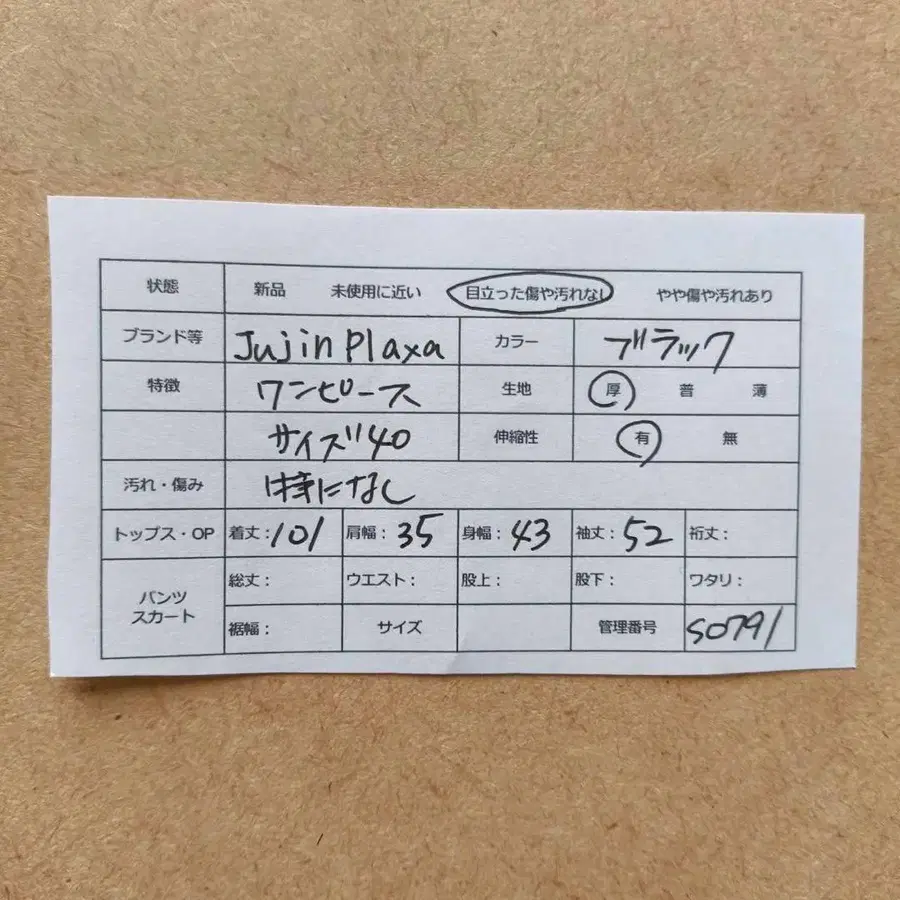 状態 新品 未使用に近い 目立った傷や汚れなし やや傷や汚れあり
ブランド等 Jujin Plaxa カラー ブラック
特徴 ワンピース 生地 厚 普 薄
サイズ40 伸縮性 有 無
汚れ・傷み 特になし
トップス・OP 着丈：101 肩幅：35 身幅：43 袖丈：52 裄丈：
パンツ スカート 総丈： ウエスト： 股上： 股下： ワタリ：
裾幅： サイズ 管理番号 S0791